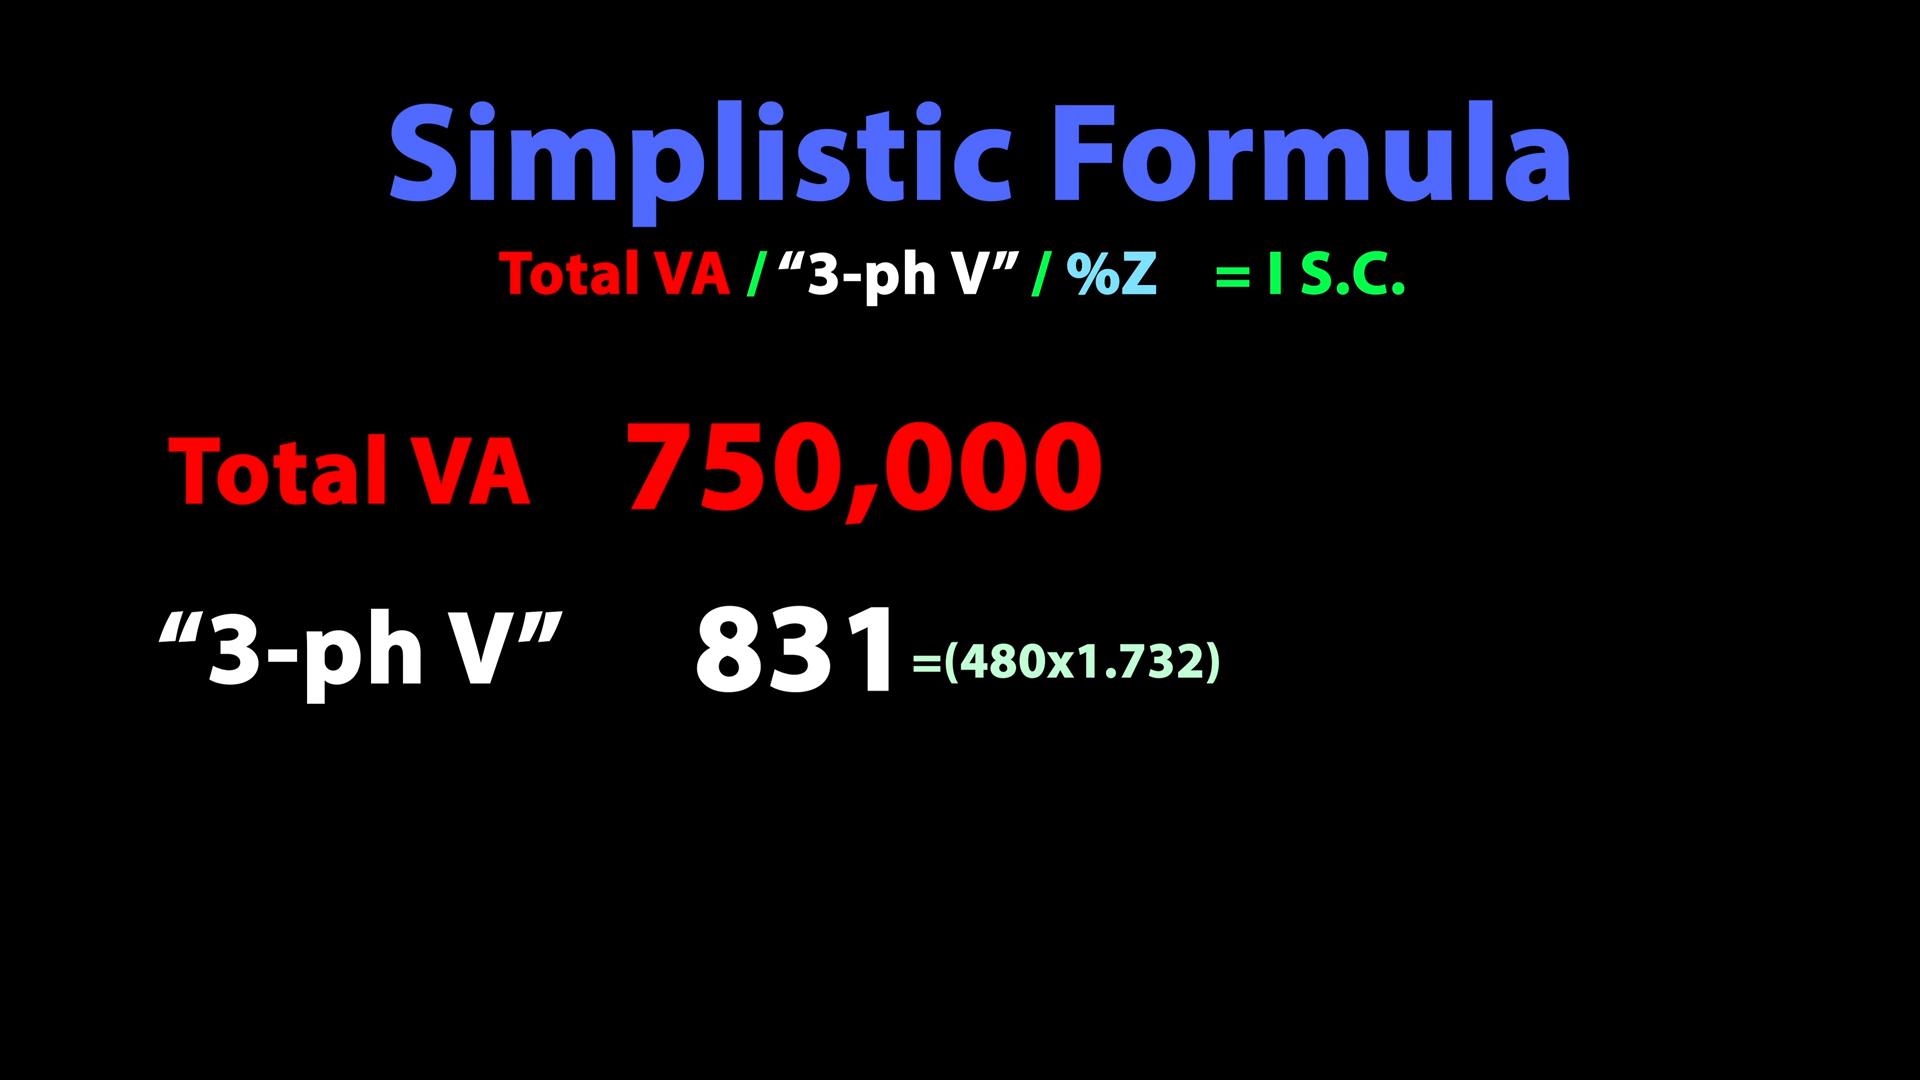 Simplistic Formula
Total VA / “3-ph V” / %Z = I S.C.
Total VA 750,000
“3-ph V” 831 =(480x1.732)